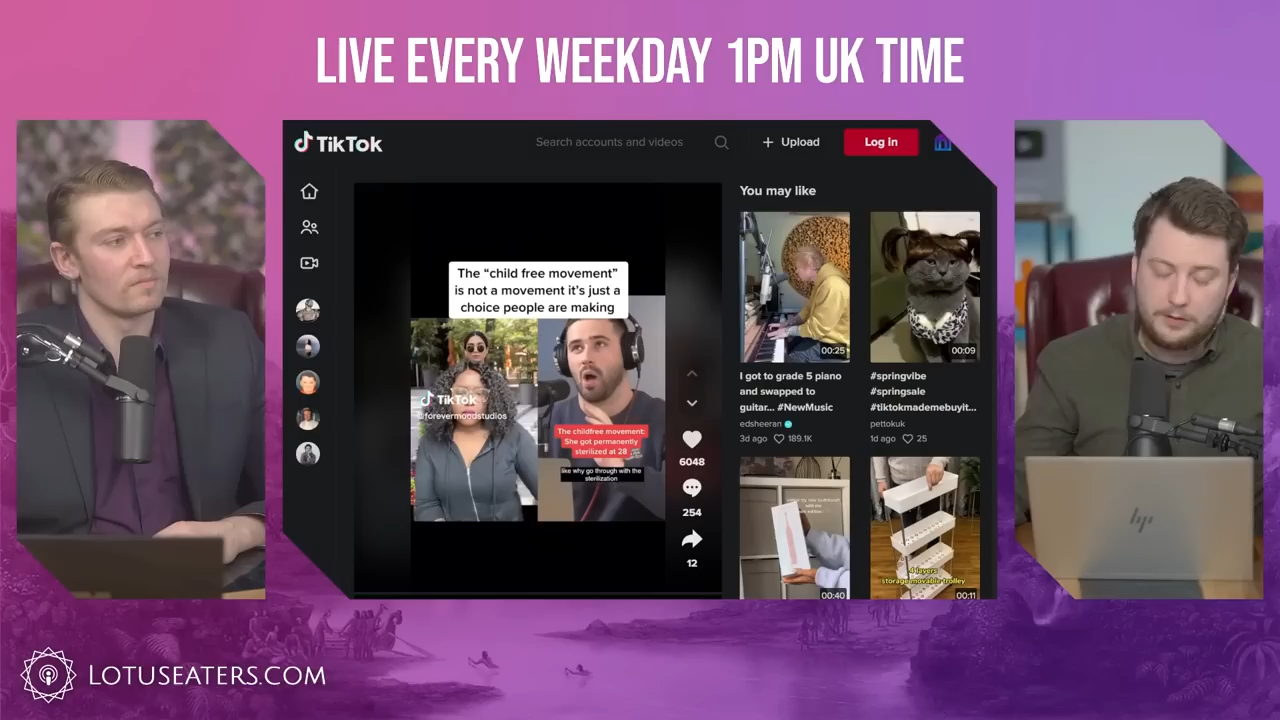 LIVE EVERY WEEKDAY 1PM UK TIME
TikTok
Search accounts and videos
Upload
Log In
You may like
The “child free movement”
is not a movement it’s just a
choice people are making
TikTok
@forevermoodstudios
The childfree movement:
She got permanently
sterilized at 28
like why go through with the
sterilization
6048
254
12
00:25
00:09
I got to grade 5 piano
and swapped to
guitar... #NewMusic
edsheeran
3d ago 189.1K
#springvibe
#springsale
#tiktokmademebuyit...
petlokuk
1d ago 25
4 layers
storage movable trolley
00:40
00:11
hp
LOTUSEATERS.COM